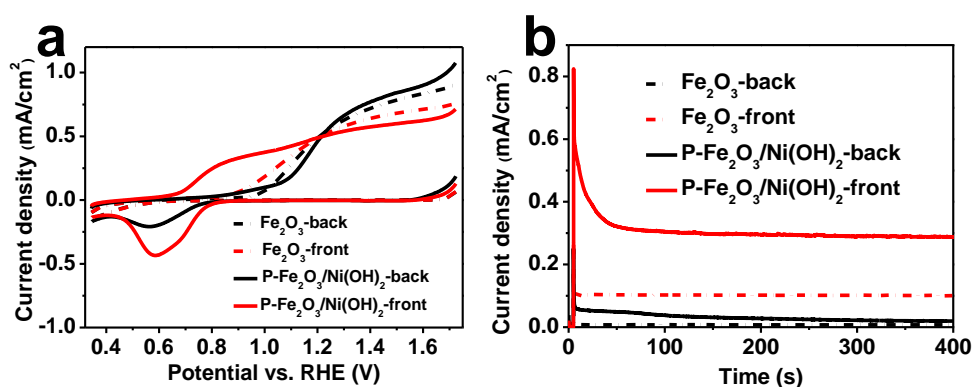 a
Current density (mA/cm²)
1.0
0.5
0.0
-0.5
-1.0
0.4 0.6 0.8 1.0 1.2 1.4 1.6
Potential vs. RHE (V)
Fe₂O₃-back
Fe₂O₃-front
P-Fe₂O₃/Ni(OH)₂-back
P-Fe₂O₃/Ni(OH)₂-front
b
Current density (mA/cm²)
0.8
0.6
0.4
0.2
0.0
0 100 200 300 400
Time (s)
Fe₂O₃-back
Fe₂O₃-front
P-Fe₂O₃/Ni(OH)₂-back
P-Fe₂O₃/Ni(OH)₂-front